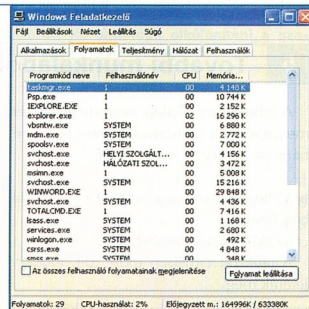 Windows Feladatkezelő
Fájl Beállítások Nézet Leállítás Súgó
Alkalmazások Folyamatok Teljesítmény Hálózat Felhasználók
Programkód neve Felhasználónév CPU Memória...
taskmgr.exe 1 00 4 148 K
Psp.exe 1 00 10 744 K
IEXPLORE.EXE 1 00 2 152 K
explorer.exe 1 02 16 296 K
vbsntw.exe SYSTEM 00 6 880 K
mdm.exe SYSTEM 00 2 772 K
spoolsv.exe SYSTEM 00 7 000 K
svchost.exe HELYI SZOLGÁLT... 00 4 156 K
svchost.exe HÁLÓZATI SZOL... 00 3 472 K
msimn.exe 1 00 5 008 K
svchost.exe SYSTEM 00 15 216 K
WINWORD.EXE 1 00 29 848 K
svchost.exe SYSTEM 00 4 436 K
TOTALCMD.EXE 1 00 7 416 K
lsass.exe SYSTEM 00 1 168 K
services.exe SYSTEM 00 2 680 K
winlogon.exe SYSTEM 00 492 K
csrss.exe SYSTEM 00 4 848 K
smss.exe SYSTEM 00 348 K
Az összes felhasználó folyamatainak megjelenítése
Folyamat leállítása
Folyamatok: 29 CPU-használat: 2% Előjegyzett m.: 164996K / 633380K